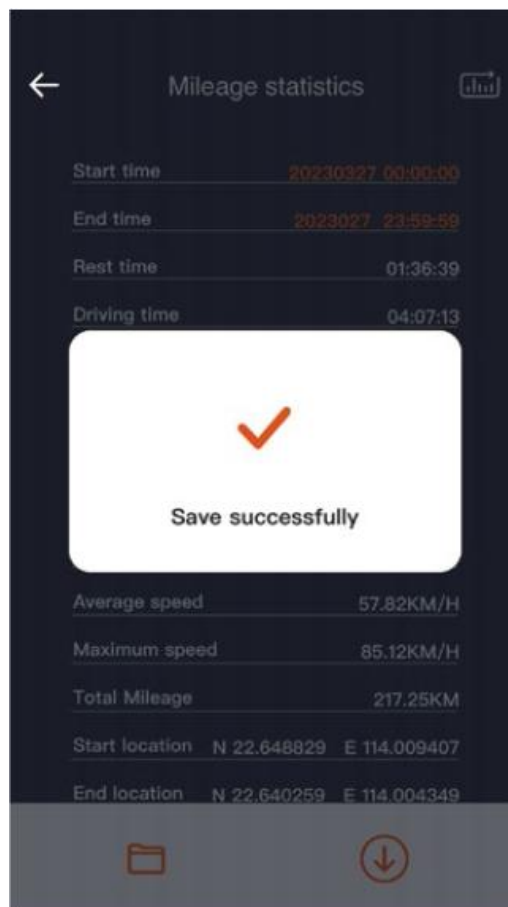 Mileage statistics
Start time 20230327 00:00:00
End time 2023027 23:59:59
Rest time 01:36:39
Driving time 04:07:13
Save successfully
Average speed 57.82KM/H
Maximum speed 85.12KM/H
Total Mileage 217.25KM
Start location N 22.648829 E 114.009407
End location N 22.640259 E 114.004349